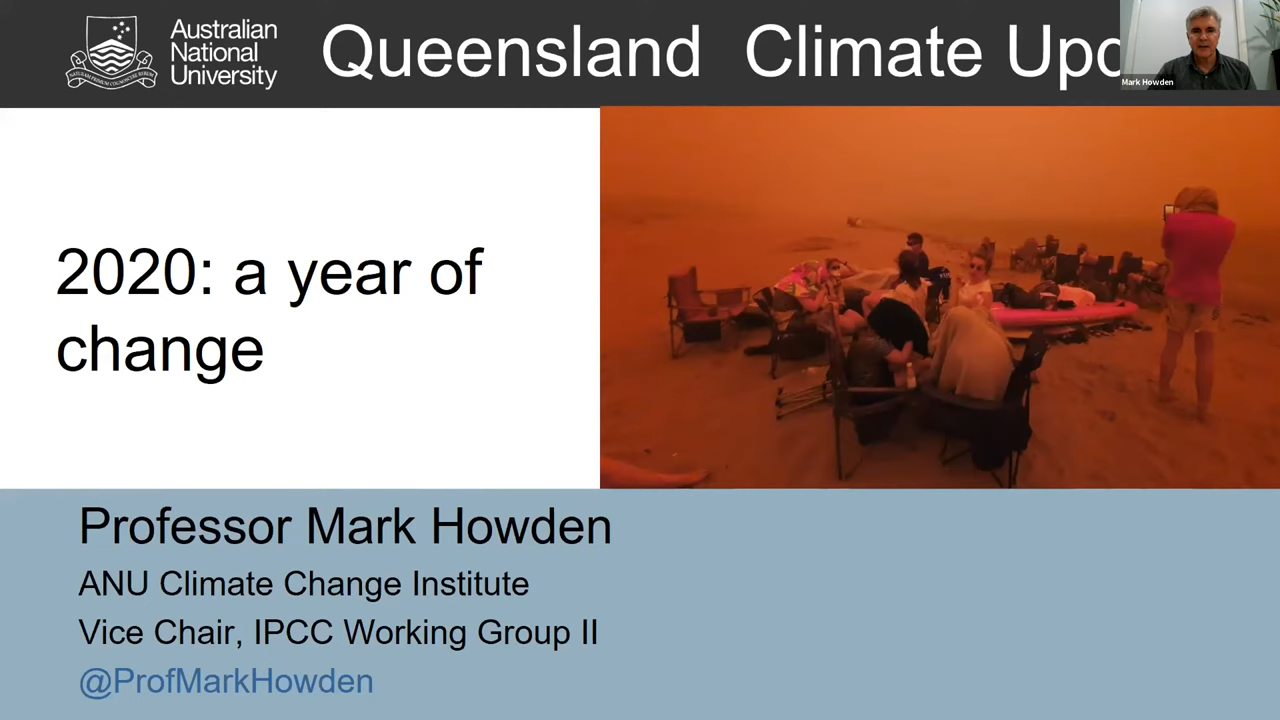 Australian
National
University
Queensland Climate Upd
Mark Howden
2020: a year of
change
Professor Mark Howden
ANU Climate Change Institute
Vice Chair, IPCC Working Group II
@ProfMarkHowden